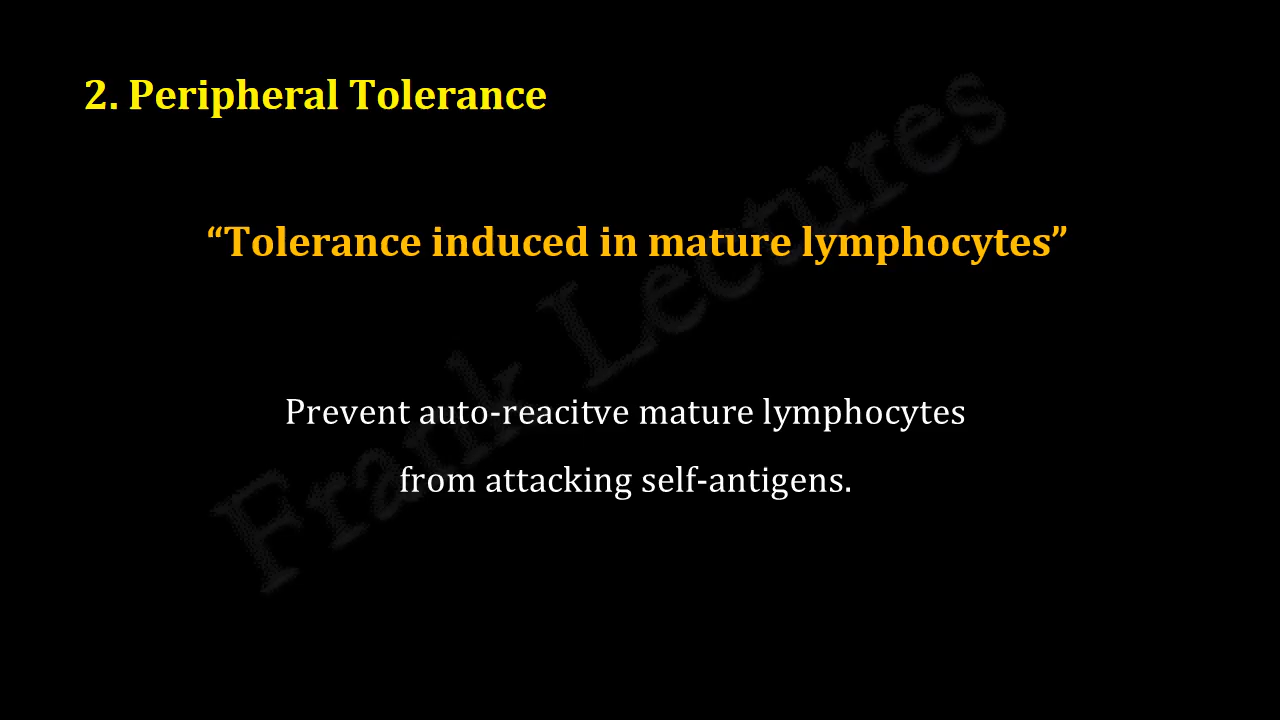 2. Peripheral Tolerance
“Tolerance induced in mature lymphocytes”
Prevent auto-reacitve mature lymphocytes
from attacking self-antigens.
Frank Lectures